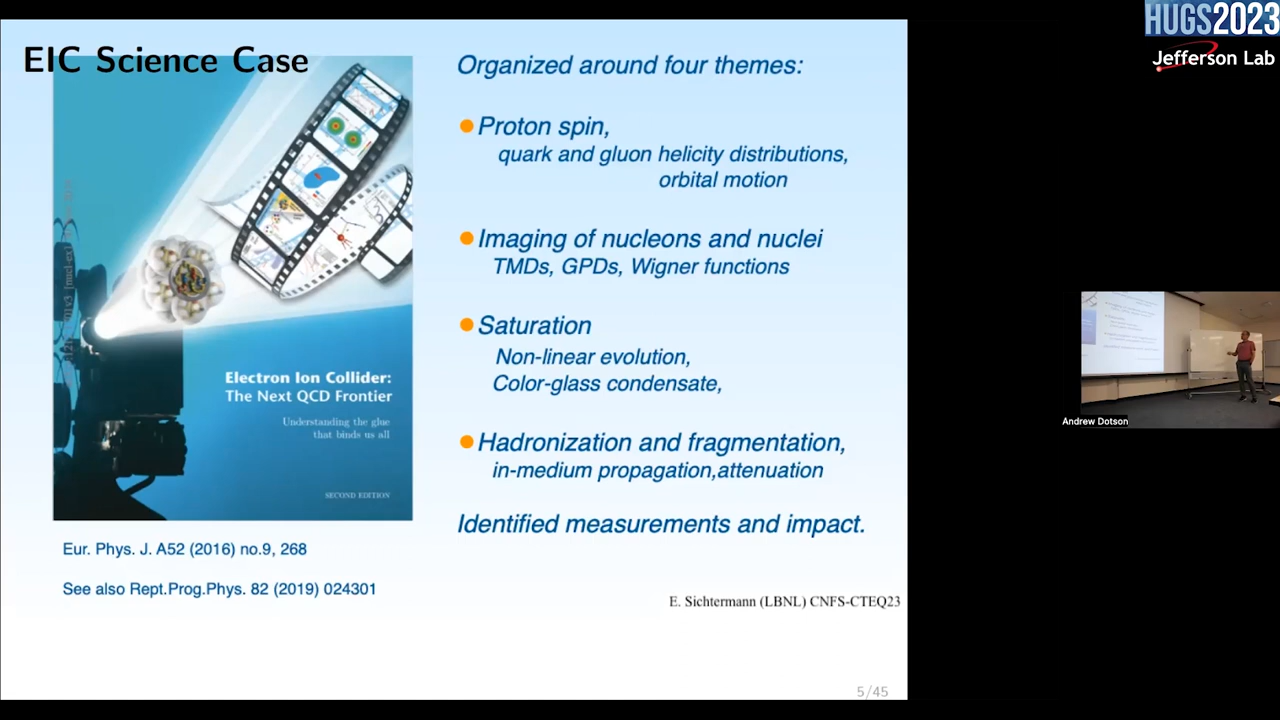 HUGS2023
Jefferson Lab
EIC Science Case
Organized around four themes:
Proton spin,
quark and gluon helicity distributions,
orbital motion
Imaging of nucleons and nuclei
TMDs, GPDs, Wigner functions
Saturation
Non-linear evolution,
Color-glass condensate,
Hadronization and fragmentation,
in-medium propagation,attenuation
Identified measurements and impact.
Electron Ion Collider:
The Next QCD Frontier
Understanding the glue
that binds us all
SECOND EDITION
Eur. Phys. J. A52 (2016) no.9, 268
See also Rept.Prog.Phys. 82 (2019) 024301
E. Sichtermann (LBNL) CNFS-CTEQ23
5/45
Andrew Dotson